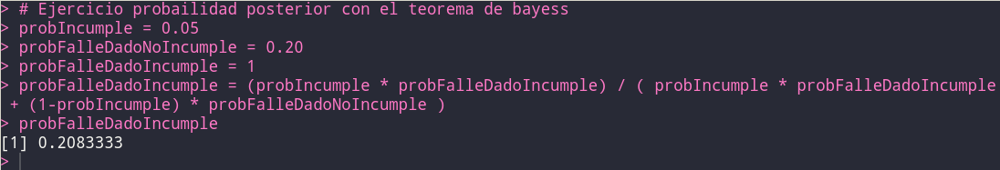 > # Ejercicio probailidad posterior con el teorema de bayess
> probIncumple = 0.05
> probFalleDadoNoIncumple = 0.20
> probFalleDadoIncumple = 1
> probFalleDadoIncumple = (probIncumple * probFalleDadoIncumple) / ( probIncumple * probFalleDadoIncumple
+ (1-probIncumple) * probFalleDadoNoIncumple )
> probFalleDadoIncumple
[1] 0.2083333
>